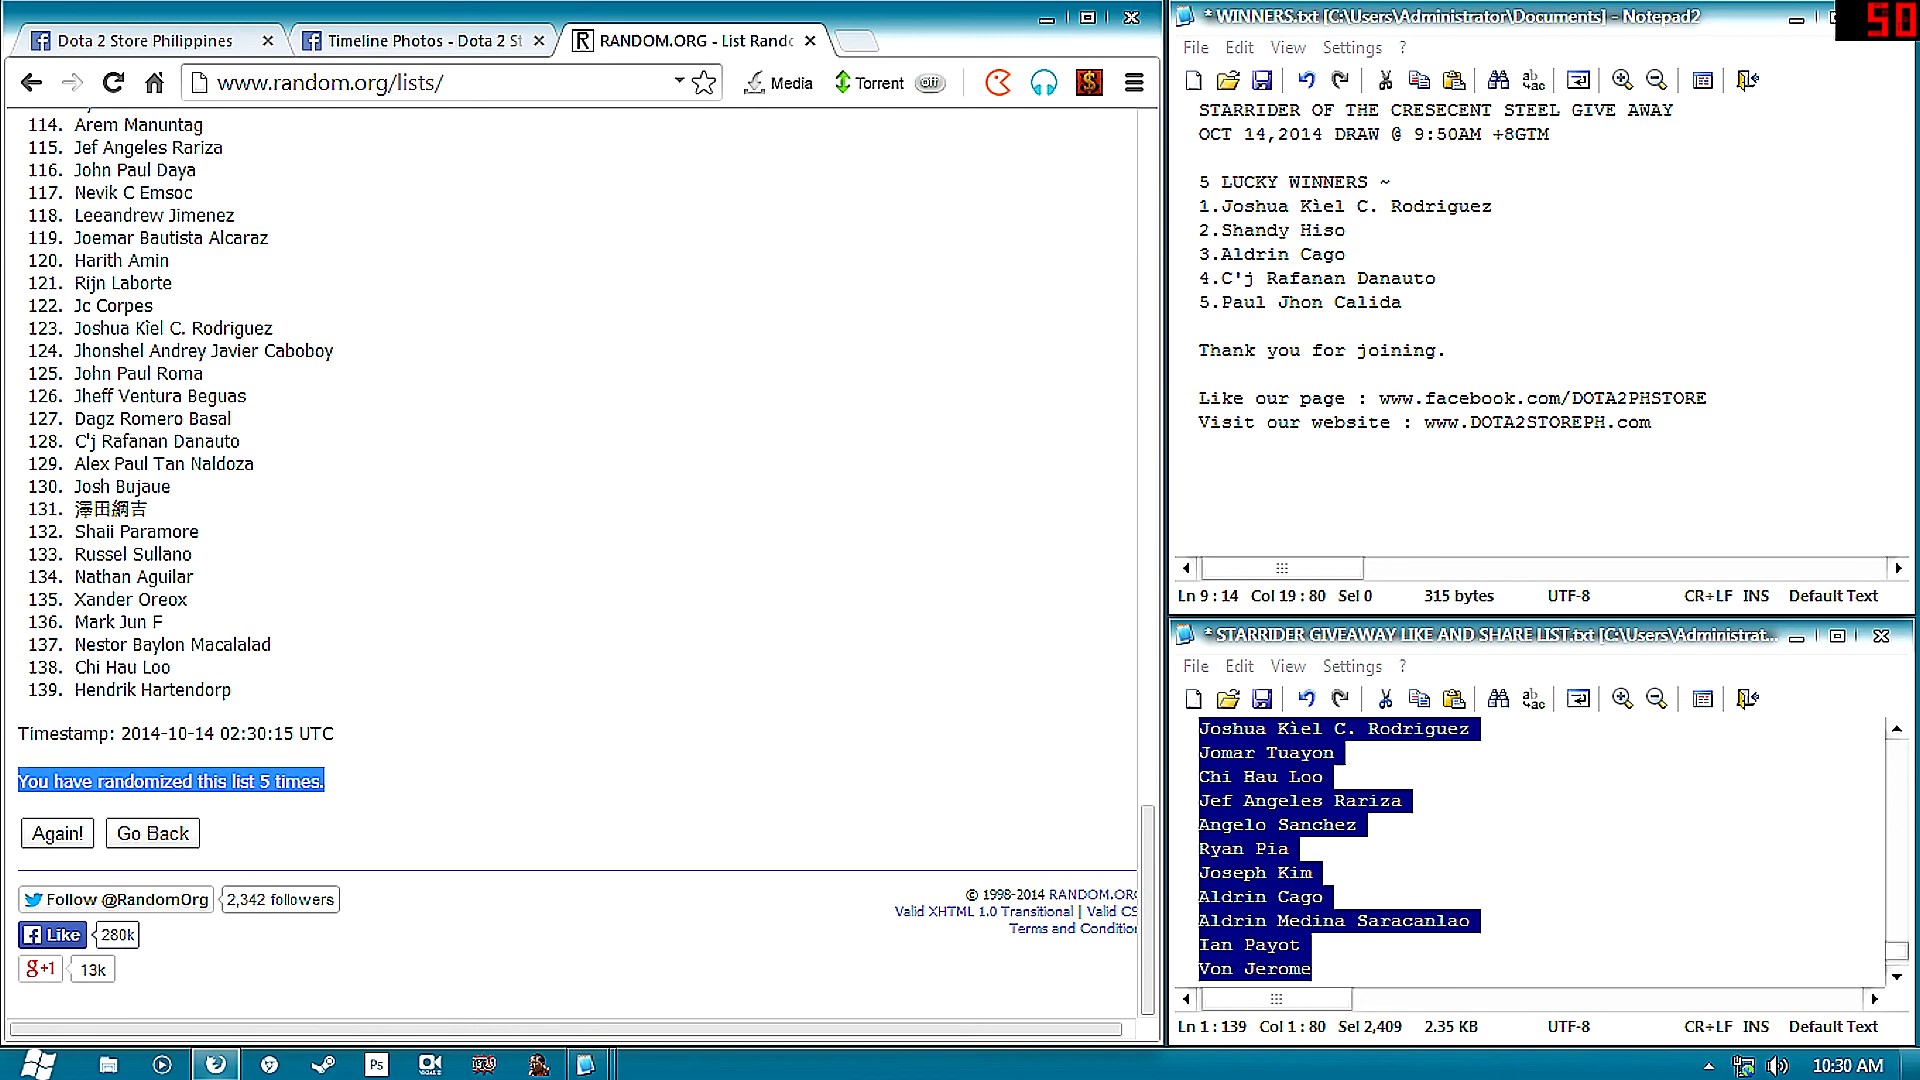 Dota 2 Store Philippines
Timeline Photos - Dota 2 St
RANDOM.ORG - List Rando
www.random.org/lists/
Media
Torrent
Off
114. Arem Manuntag
115. Jef Angeles Rariza
116. John Paul Daya
117. Nevik C Emsoc
118. Leeandrew Jimenez
119. Joemar Bautista Alcaraz
120. Harith Amin
121. Rijn Laborte
122. Jc Corpes
123. Joshua Kìel C. Rodriguez
124. Jhonshel Andrey Javier Caboboy
125. John Paul Roma
126. Jheff Ventura Beguas
127. Dagz Romero Basal
128. C'j Rafanan Danauto
129. Alex Paul Tan Naldoza
130. Josh Bujaue
131. 澤田綱吉
132. Shaii Paramore
133. Russel Sullano
134. Nathan Aguilar
135. Xander Oreox
136. Mark Jun F
137. Nestor Baylon Macalalad
138. Chi Hau Loo
139. Hendrik Hartendorp
Timestamp: 2014-10-14 02:30:15 UTC
You have randomized this list 5 times.
Again! Go Back
Follow @RandomOrg 2,342 followers
Like 280k
g+1 13k
© 1998-2014 RANDOM.ORG
Valid XHTML 1.0 Transitional | Valid CS
Terms and Conditio
* WINNERS.txt [C:\Users\Administrator\Documents] - Notepad2
50
File Edit View Settings ?
STARRIDER OF THE CRESECENT STEEL GIVE AWAY
OCT 14,2014 DRAW @ 9:50AM +8GTM
5 LUCKY WINNERS ~
1.Joshua Kìel C. Rodriguez
2.Shandy Hiso
3.Aldrin Cago
4.C'j Rafanan Danauto
5.Paul Jhon Calida
Thank you for joining.
Like our page : www.facebook.com/DOTA2PHSTORE
Visit our website : www.DOTA2STOREPH.com
Ln 9 : 14 Col 19 : 80 Sel 0 315 bytes UTF-8 CR+LF INS Default Text
* STARRIDER GIVEAWAY LIKE AND SHARE LIST.txt [C:\Users\Administrat...
File Edit View Settings ?
Joshua Kìel C. Rodriguez
Jomar Tuayon
Chi Hau Loo
Jef Angeles Rariza
Angelo Sanchez
Ryan Pia
Joseph Kim
Aldrin Cago
Aldrin Medina Saracanlao
Ian Payot
Von Jerome
Ln 1 : 139 Col 1 : 80 Sel 2,409 2.35 KB UTF-8 CR+LF INS Default Text
Ps
10:30 AM